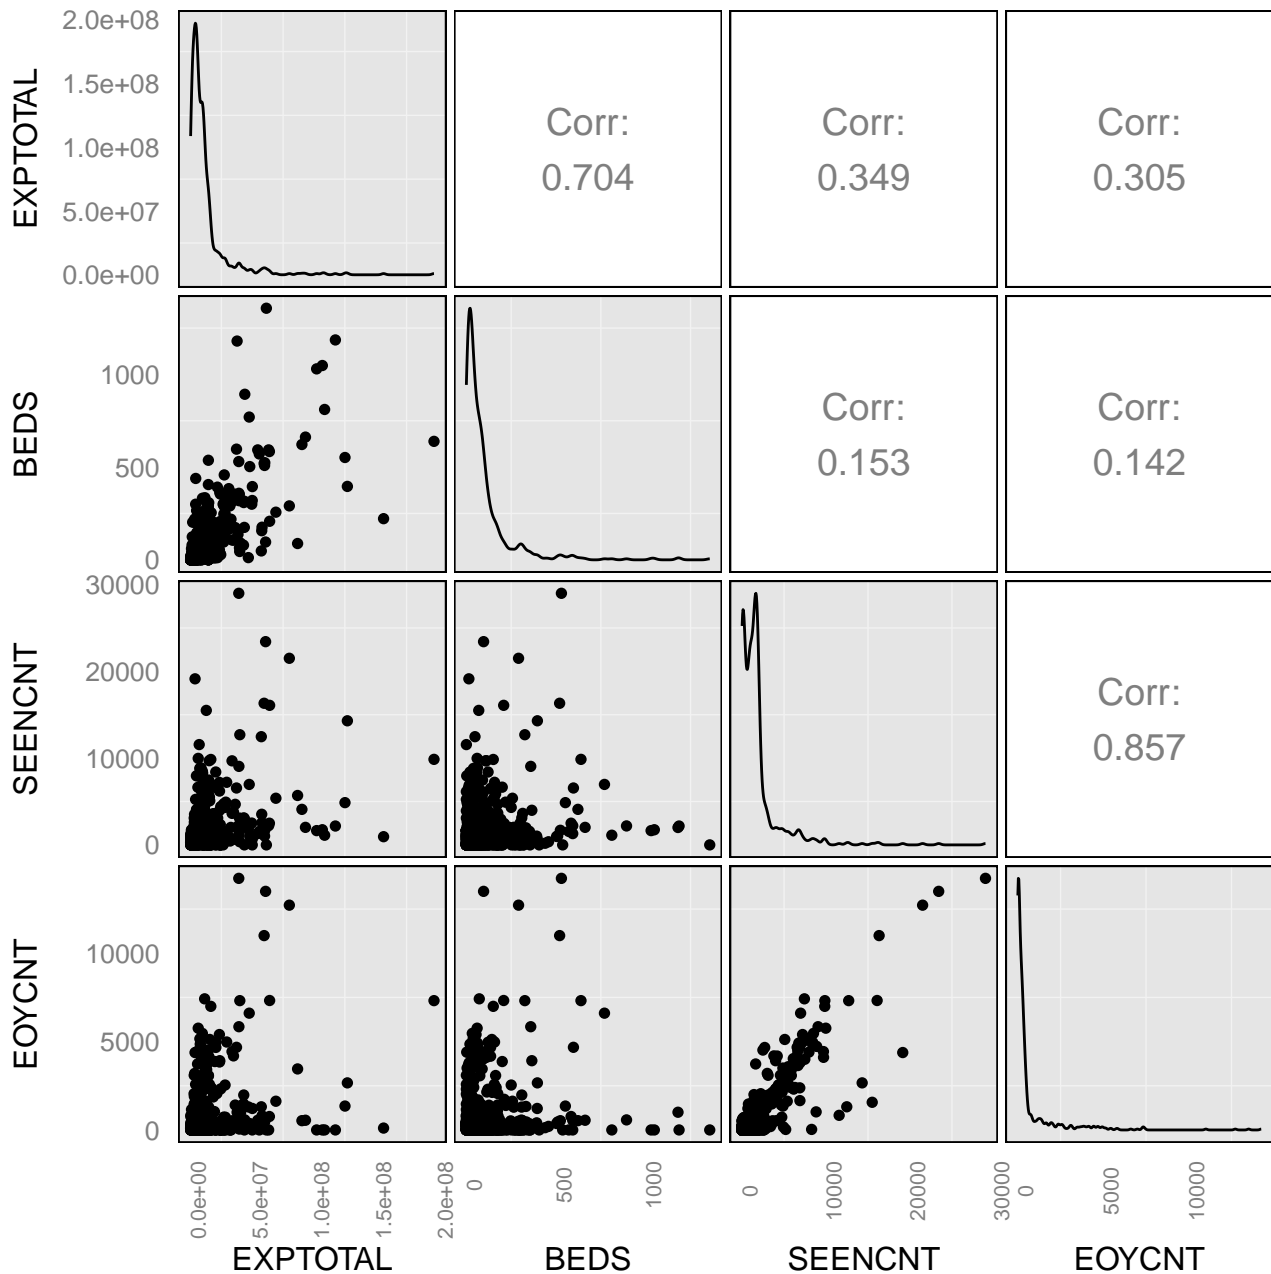 EXPTOTAL
2.0e+08
1.5e+08
1.0e+08
5.0e+07
0.0e+00
Corr:
0.704
Corr:
0.349
Corr:
0.305
BEDS
1000
500
0
Corr:
0.153
Corr:
0.142
SEENCNT
30000
20000
10000
0
Corr:
0.857
EOYCNT
10000
5000
0
0.0e+00
5.0e+07
1.0e+08
1.5e+08
2.0e+08
0
500
1000
0
10000
20000
30000
0
5000
10000
EXPTOTAL
BEDS
SEENCNT
EOYCNT